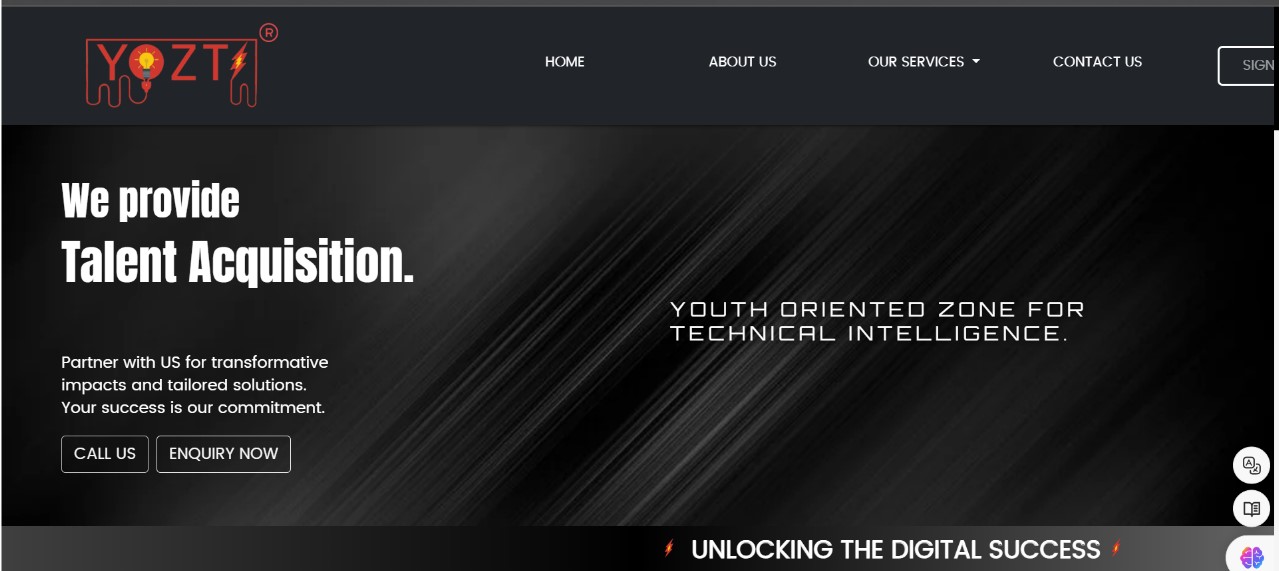 YOZTI ®
HOME
ABOUT US
OUR SERVICES
CONTACT US
SIGN
We provide
Talent Acquisition.
YOUTH ORIENTED ZONE FOR
TECHNICAL INTELLIGENCE.
Partner with US for transformative
impacts and tailored solutions.
Your success is our commitment.
CALL US
ENQUIRY NOW
UNLOCKING THE DIGITAL SUCCESS